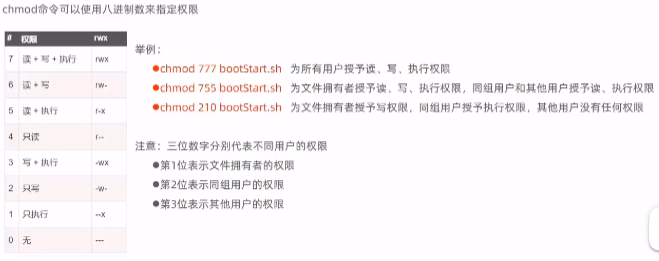 chmod命令可以使用八进制数来指定权限
# 权限 rwx
7 读 + 写 + 执行 rwx
6 读 + 写 rw-
5 读 + 执行 r-x
4 只读 r--
3 写 + 执行 -wx
2 只写 -w-
1 只执行 --x
0 无 ---
举例：
●chmod 777 bootStart.sh 为所有用户授予读、写、执行权限
●chmod 755 bootStart.sh 为文件拥有者授予读、写、执行权限，同组用户和其他用户授予读、执行权限
●chmod 210 bootStart.sh 为文件拥有者授予写权限，同组用户授予执行权限，其他用户没有任何权限
注意：三位数字分别代表不同用户的权限
●第1位表示文件拥有者的权限
●第2位表示同组用户的权限
●第3位表示其他用户的权限